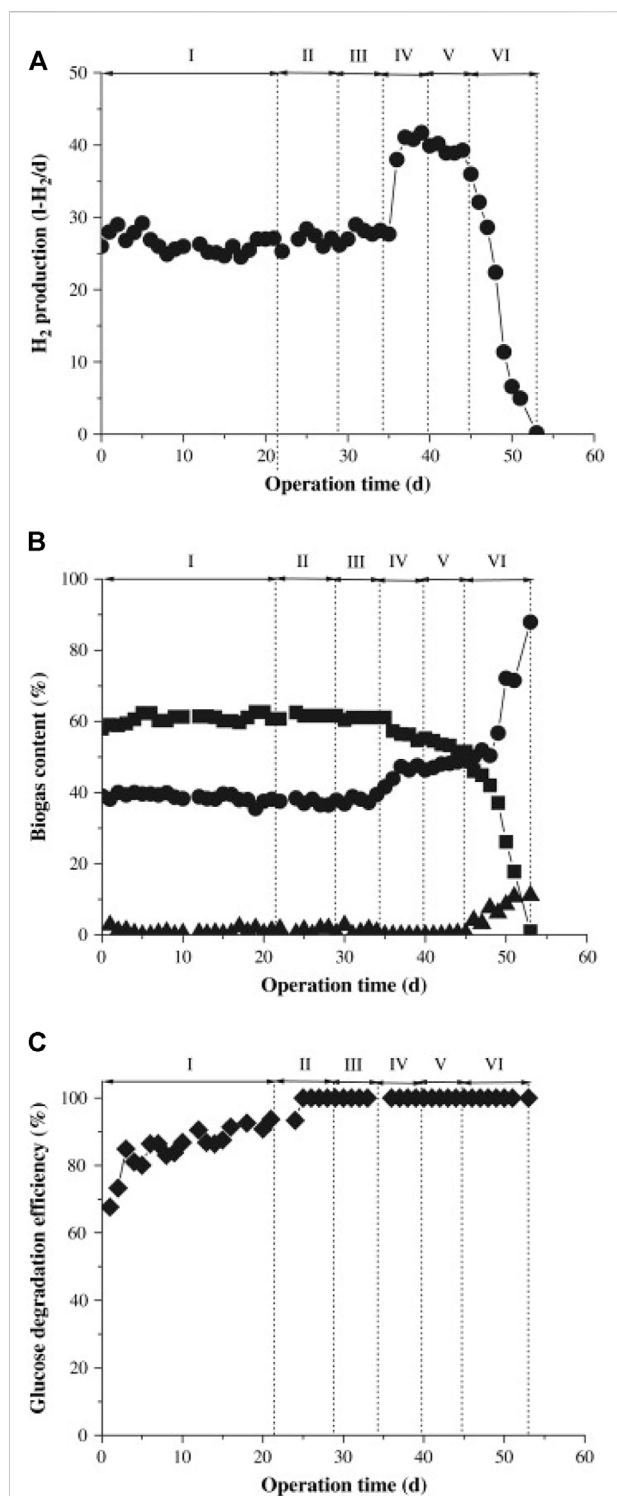 A
I II III IV V VI
50
40
30
20
10
0
H2 production (l-H2/d)
0 10 20 30 40 50 60
Operation time (d)
B
I II III IV V VI
100
80
60
40
20
0
Biogas content (%)
0 10 20 30 40 50 60
Operation time (d)
C
I II III IV V VI
100
80
60
40
20
0
Glucose degradation efficiency (%)
0 10 20 30 40 50 60
Operation time (d)